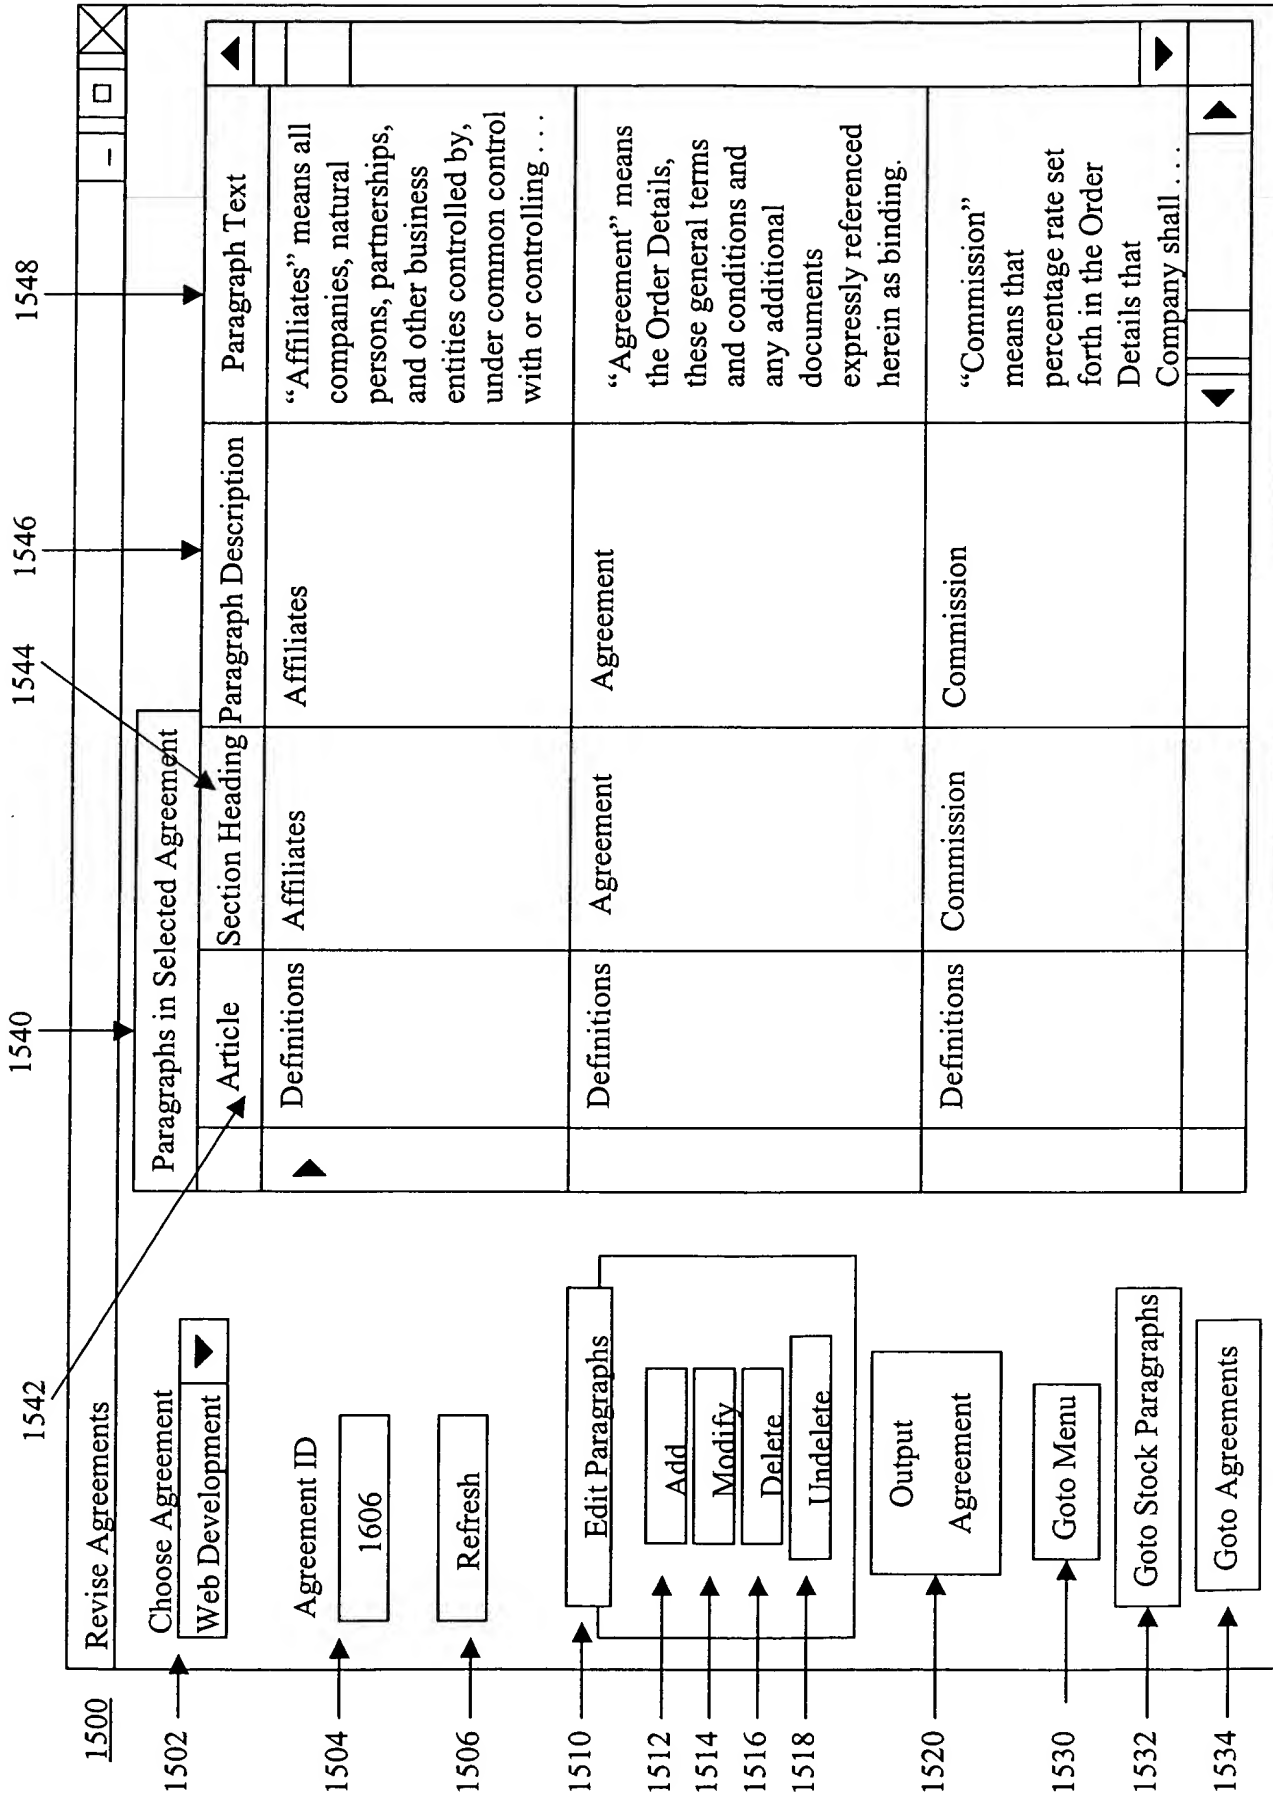 1500
Revise Agreements
1502
Choose Agreement
Web Development
1504
Agreement ID
1606
1506
Refresh
1510
Edit Paragraphs
1512
Add
1514
Modify
1516
Delete
1518
Undelete
1520
Output
Agreement
1530
Goto Menu
1532
Goto Stock Paragraphs
1534
Goto Agreements
1542
1540
1544
1546
1548
Paragraphs in Selected Agreement
Article
Section Heading
Paragraph Description
Paragraph Text
Definitions
Affiliates
Affiliates
“Affiliates” means all
companies, natural
persons, partnerships,
and other business
entities controlled by,
under common control
with or controlling . . .
Definitions
Agreement
Agreement
“Agreement” means
the Order Details,
these general terms
and conditions and
any additional
documents
expressly referenced
herein as binding.
Definitions
Commission
Commission
“Commission”
means that
percentage rate set
forth in the Order
Details that
Company shall . . .